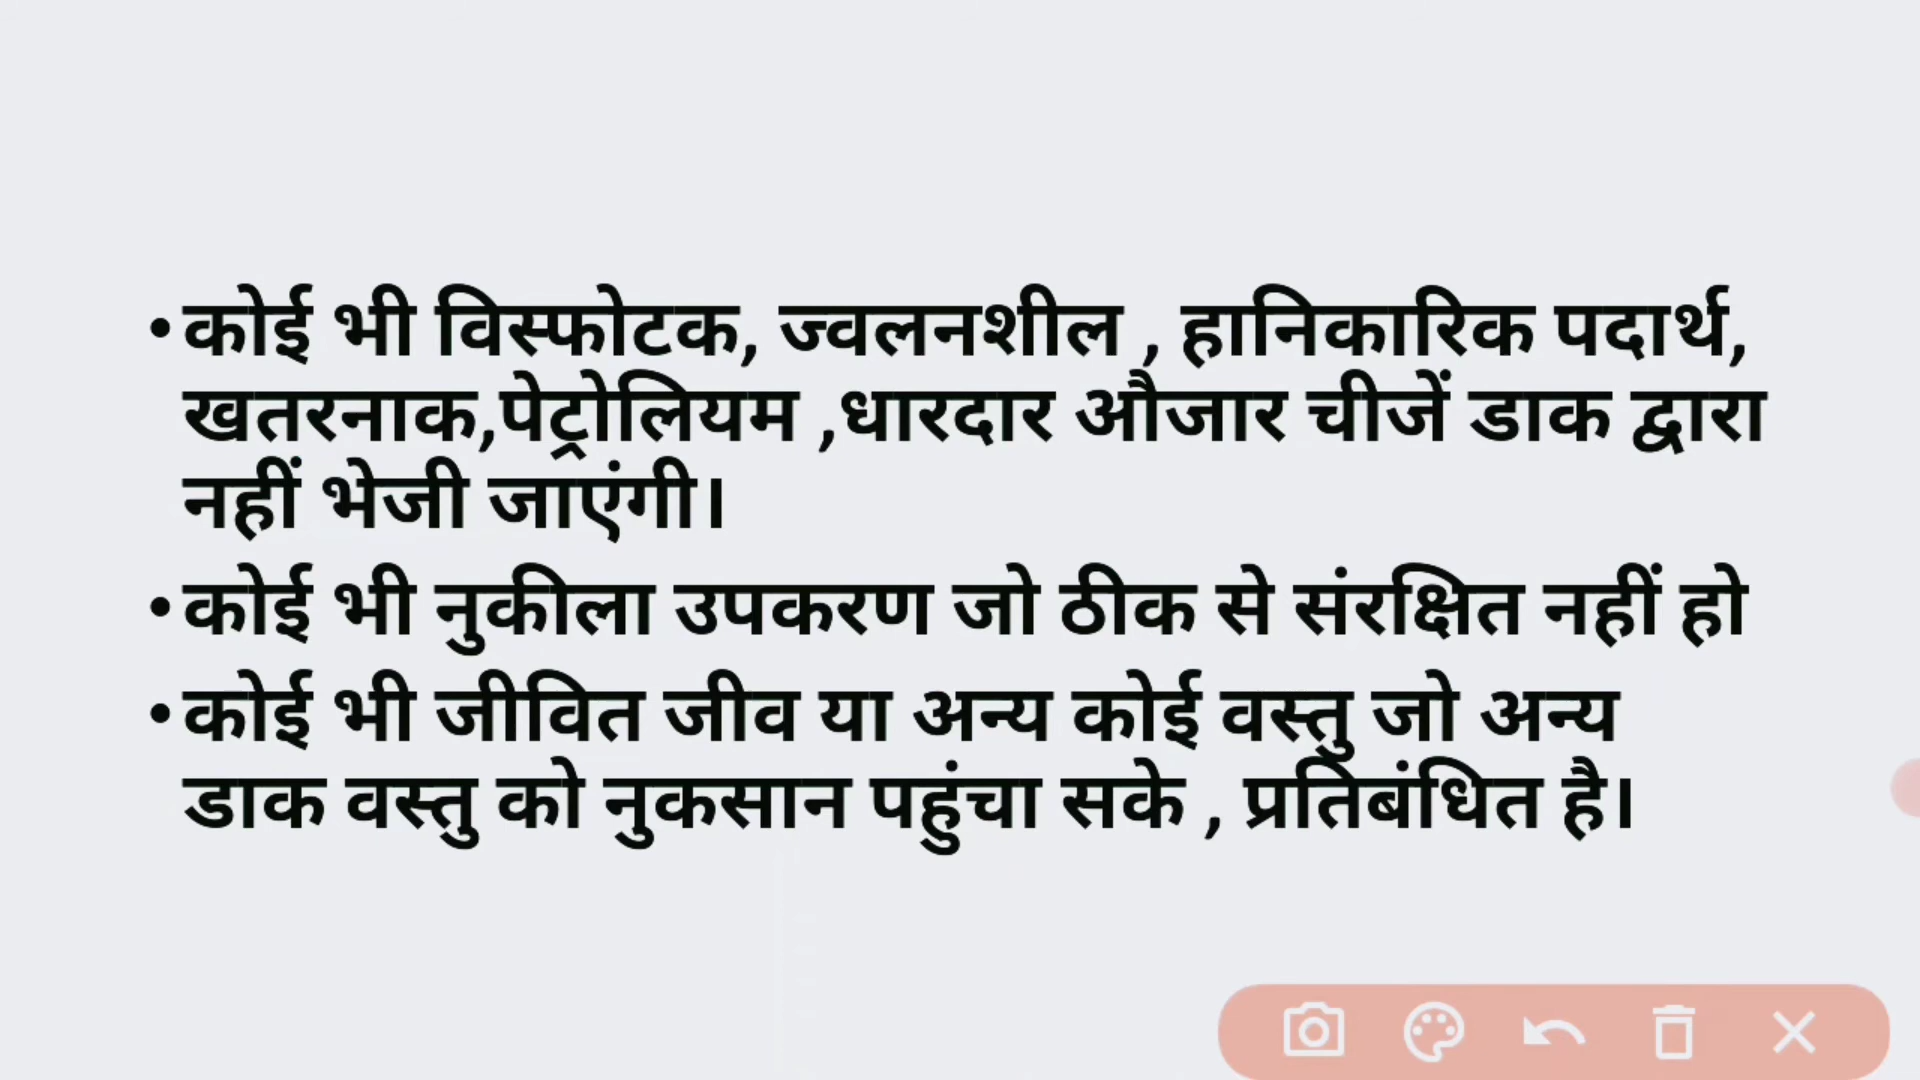 •कोई भी विस्फोटक, ज्वलनशील , हानिकारिक पदार्थ,
खतरनाक,पेट्रोलियम ,धारदार औजार चीजें डाक द्वारा
नहीं भेजी जाएंगी।
•कोई भी नुकीला उपकरण जो ठीक से संरक्षित नहीं हो
•कोई भी जीवित जीव या अन्य कोई वस्तु जो अन्य
डाक वस्तु को नुकसान पहुंचा सके , प्रतिबंधित है।